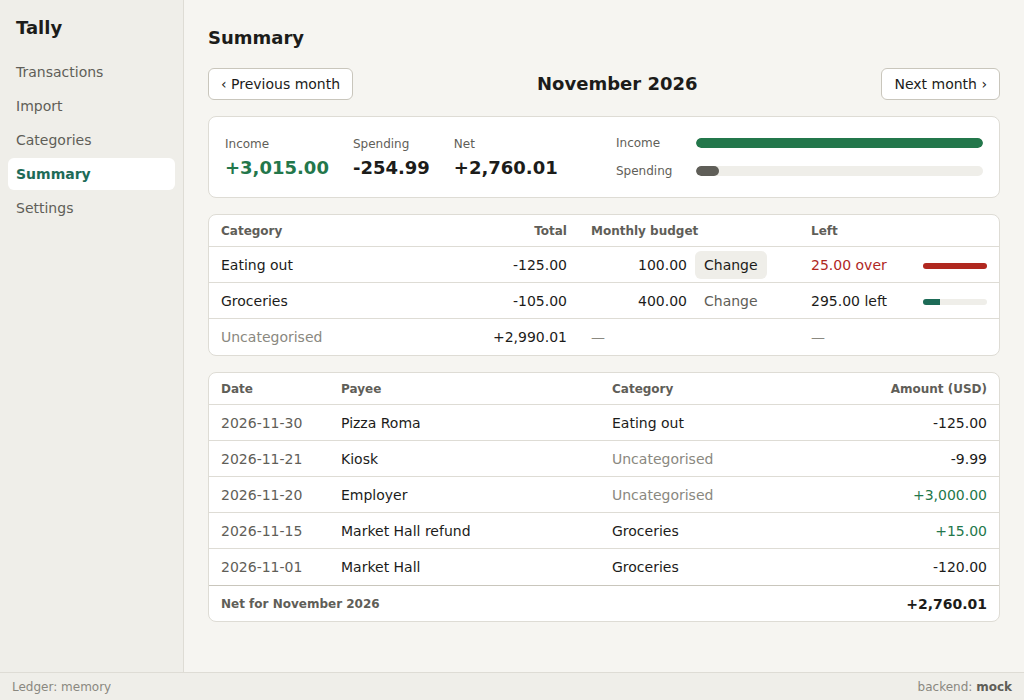 Tally
Transactions
Import
Categories
Summary
Settings
Summary
‹ Previous month
November 2026
Next month ›
Income Spending Net
+3,015.00 -254.99 +2,760.01
Income
Spending
Category Total Monthly budget Left
Eating out -125.00 100.00 Change 25.00 over
Groceries -105.00 400.00 Change 295.00 left
Uncategorised +2,990.01 — —
Date Payee Category Amount (USD)
2026-11-30 Pizza Roma Eating out -125.00
2026-11-21 Kiosk Uncategorised -9.99
2026-11-20 Employer Uncategorised +3,000.00
2026-11-15 Market Hall refund Groceries +15.00
2026-11-01 Market Hall Groceries -120.00
Net for November 2026 +2,760.01
Ledger: memory
backend: mock